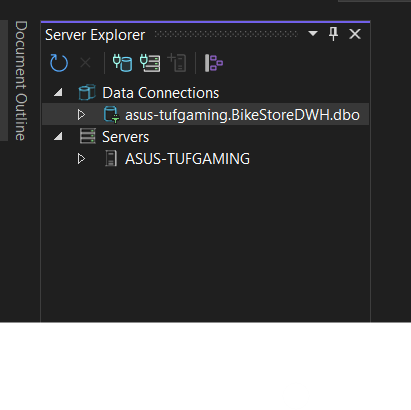 Document Outline
Server Explorer
Data Connections
asus-tufgaming.BikeStoreDWH.dbo
Servers
ASUS-TUFGAMING